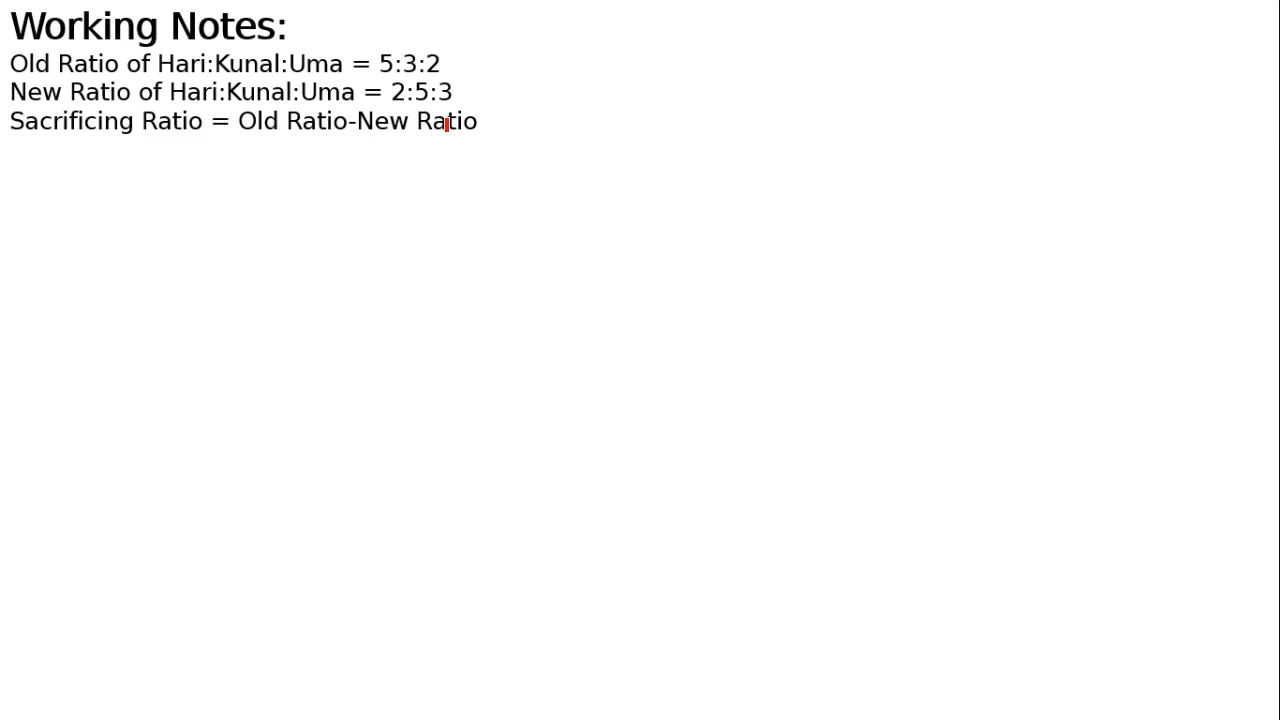 Working Notes:
Old Ratio of Hari:Kunal:Uma = 5:3:2
New Ratio of Hari:Kunal:Uma = 2:5:3
Sacrificing Ratio = Old Ratio-New Ratio